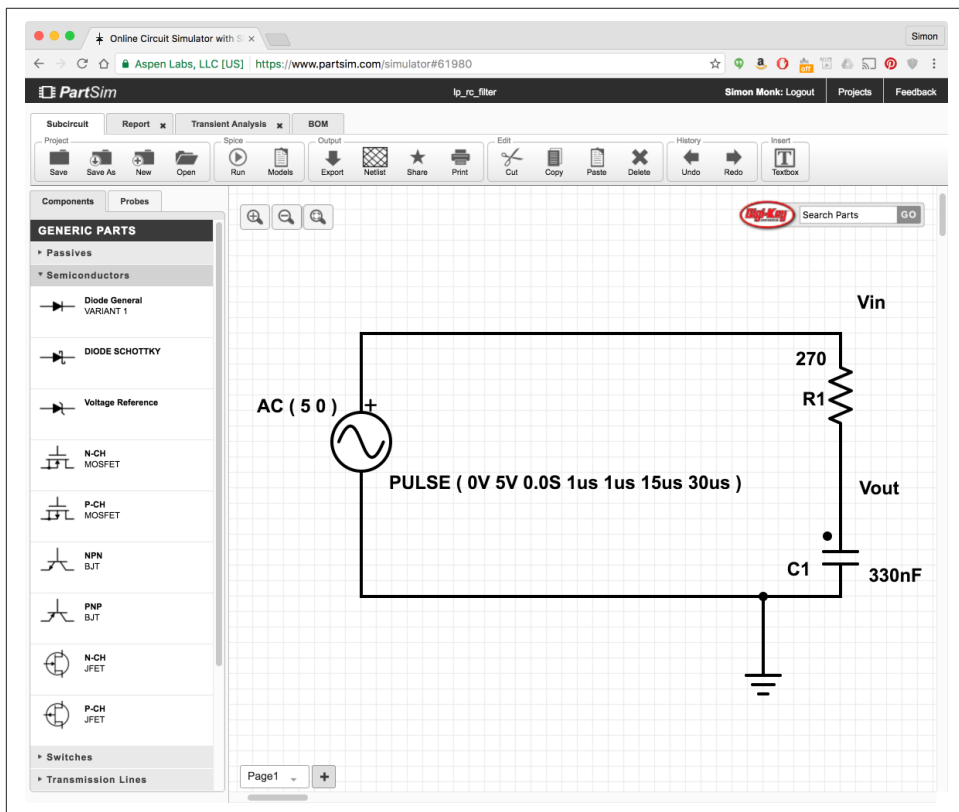 Online Circuit Simulator with S
Simon
Aspen Labs, LLC [US] https://www.partsim.com/simulator#61980
off
PartSim lp_rc_filter Simon Monk: Logout Projects Feedback
Subcircuit Report x Transient Analysis x BOM
Project Spice Output Edit History Insert
Save Save As New Open Run Models Export Netlist Share Print Cut Copy Paste Delete Undo Redo Textbox
Components Probes
Digi-Key Search Parts GO
GENERIC PARTS
Passives
Semiconductors
Diode General
VARIANT 1
DIODE SCHOTTKY
Voltage Reference
N-CH
MOSFET
P-CH
MOSFET
NPN
BJT
PNP
BJT
N-CH
JFET
P-CH
JFET
Switches
Transmission Lines
Vin
270
R1
AC ( 5 0 )
+
PULSE ( 0V 5V 0.0S 1us 1us 15us 30us )
Vout
C1
330nF
Page1 +